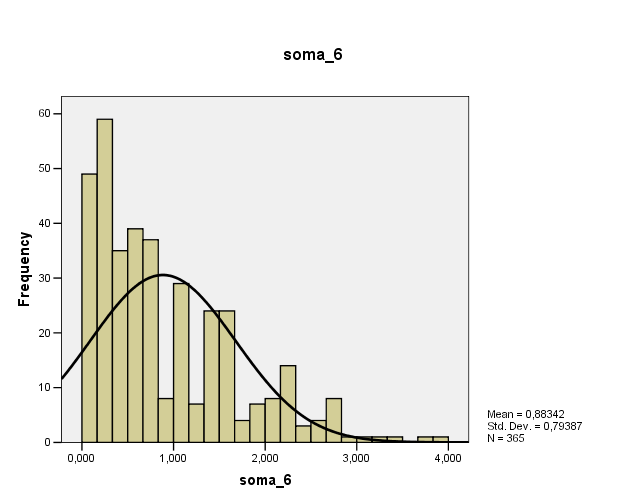 soma_6
60
50
40
30
20
10
0
Frequency
0,000 1,000 2,000 3,000 4,000
soma_6
Mean = 0,88342
Std. Dev. = 0,79387
N = 365